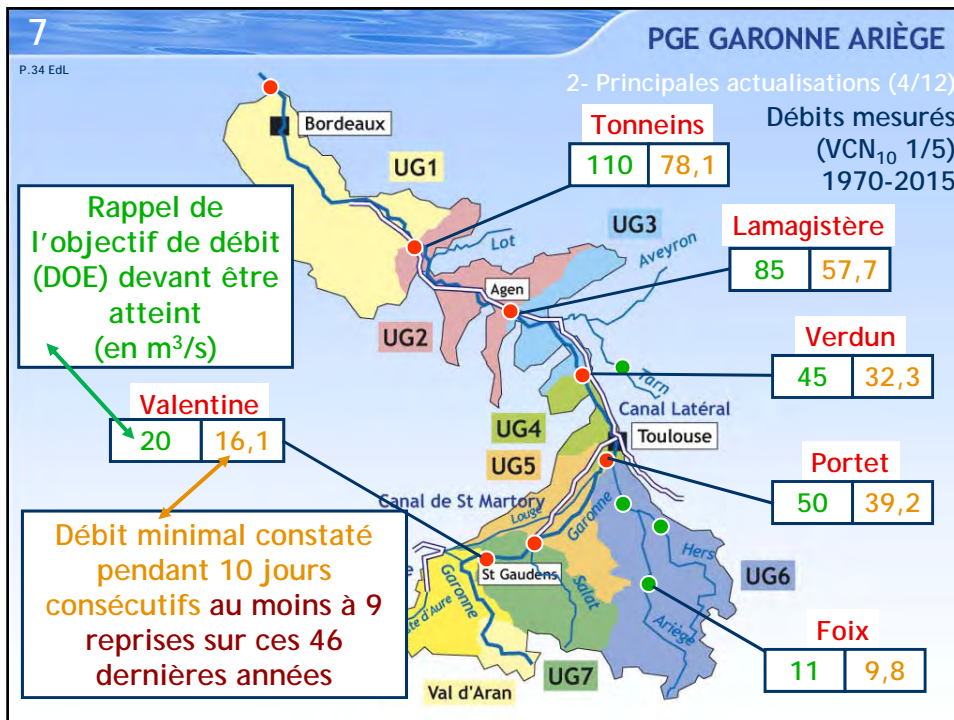 7
P.34 EdL
PGE GARONNE ARIÈGE
2- Principales actualisations (4/12)
Débits mesurés
(VCN₁₀ 1/5)
1970-2015
Bordeaux
UG1
Tonneins
110 78,1
Rappel de
l'objectif de débit
(DOE) devant être
atteint
(en m³/s)
Lot
UG3
Aveyron
Lamagistère
85 57,7
Agen
UG2
Verdun
45 32,3
Tarn
Canal Latéral
Valentine
20 16,1
UG4
Toulouse
UG5
Portet
50 39,2
Canal de St Martory
Louge
Garonne
Débit minimal constaté
pendant 10 jours
consécutifs au moins à 9
reprises sur ces 46
dernières années
Hers
UG6
St Gaudens
Garonne
Salat
Ariège
e
ste d'Aure
Foix
11 9,8
UG7
Val d'Aran